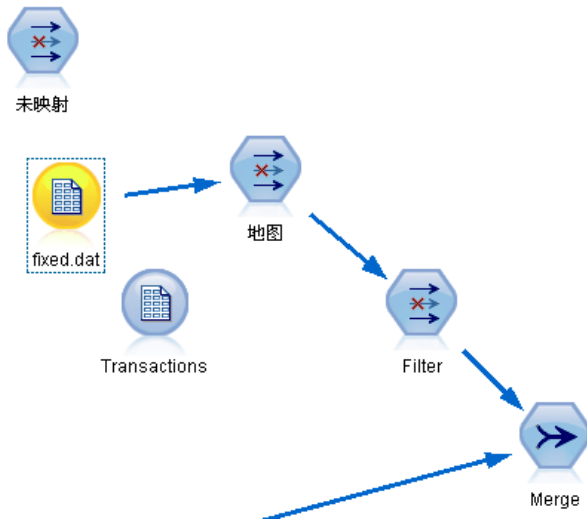 未映射
地图
fixed.dat
Transactions
Filter
Merge